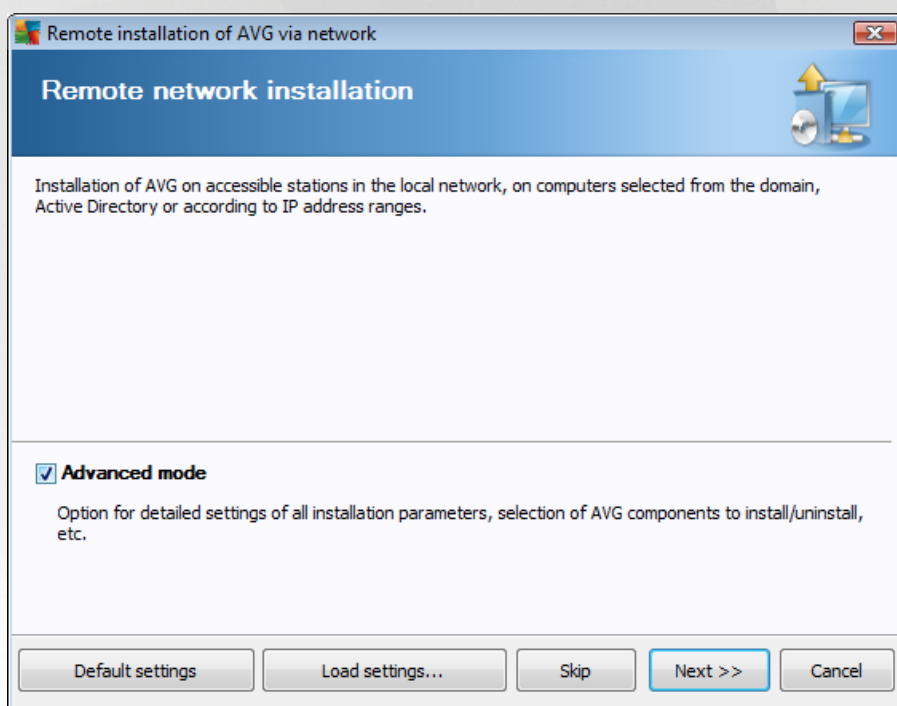 Remote installation of AVG via network
Remote network installation
Installation of AVG on accessible stations in the local network, on computers selected from the domain,
Active Directory or according to IP address ranges.
Advanced mode
Option for detailed settings of all installation parameters, selection of AVG components to install/uninstall,
etc.
Default settings
Load settings...
Skip
Next >>
Cancel